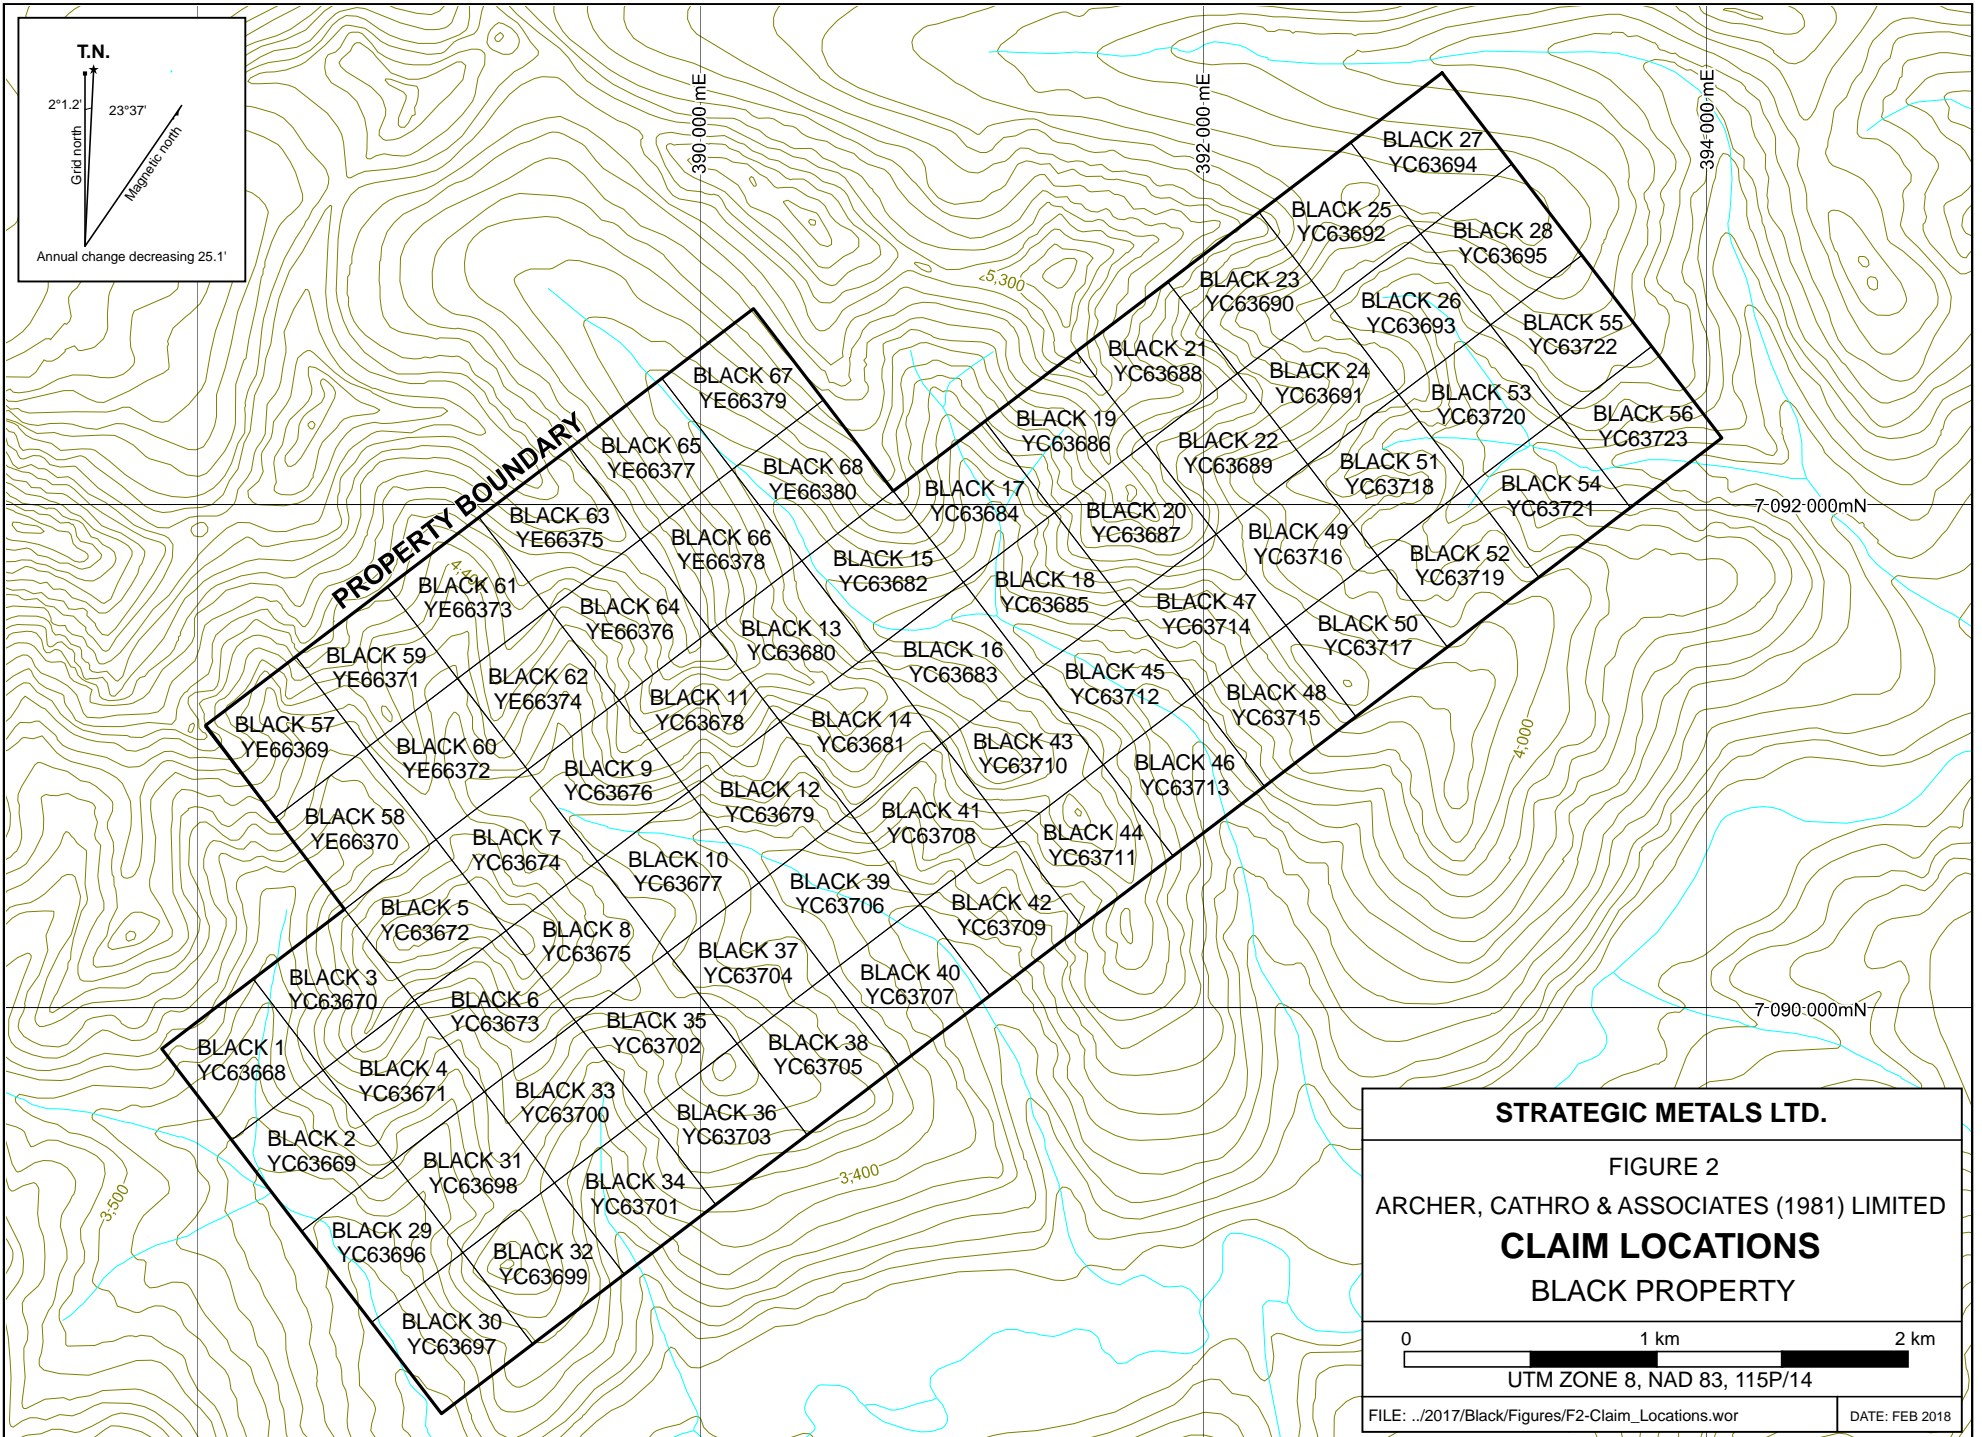 T.N.
2°1.2'
23°37'
Grid north
Magnetic north
Annual change decreasing 25.1'
390 000 mE
392 000 mE
394 000 mE
7 092 000mN
7 090 000mN
PROPERTY BOUNDARY
5,300
4,000
3,400
3,500
BLACK 27
YC63694
BLACK 25
YC63692
BLACK 28
YC63695
BLACK 23
YC63690
BLACK 26
YC63693
BLACK 55
YC63722
BLACK 21
YC63688
BLACK 24
YC63691
BLACK 53
YC63720
BLACK 56
YC63723
BLACK 67
YE66379
BLACK 19
YC63686
BLACK 22
YC63689
BLACK 51
YC63718
BLACK 54
YC63721
BLACK 65
YE66377
BLACK 68
YE66380
BLACK 17
YC63684
BLACK 20
YC63687
BLACK 49
YC63716
BLACK 52
YC63719
BLACK 63
YE66375
BLACK 66
YE66378
BLACK 15
YC63682
BLACK 18
YC63685
BLACK 47
YC63714
BLACK 50
YC63717
BLACK 61
YE66373
BLACK 64
YE66376
BLACK 13
YC63680
BLACK 16
YC63683
BLACK 45
YC63712
BLACK 48
YC63715
BLACK 59
YE66371
BLACK 62
YE66374
BLACK 11
YC63678
BLACK 14
YC63681
BLACK 43
YC63710
BLACK 46
YC63713
BLACK 57
YE66369
BLACK 60
YE66372
BLACK 9
YC63676
BLACK 12
YC63679
BLACK 41
YC63708
BLACK 44
YC63711
BLACK 58
YE66370
BLACK 7
YC63674
BLACK 10
YC63677
BLACK 39
YC63706
BLACK 42
YC63709
BLACK 5
YC63672
BLACK 8
YC63675
BLACK 37
YC63704
BLACK 40
YC63707
BLACK 3
YC63670
BLACK 6
YC63673
BLACK 35
YC63702
BLACK 38
YC63705
BLACK 1
YC63668
BLACK 4
YC63671
BLACK 33
YC63700
BLACK 36
YC63703
BLACK 2
YC63669
BLACK 31
YC63698
BLACK 34
YC63701
BLACK 29
YC63696
BLACK 32
YC63699
BLACK 30
YC63697
STRATEGIC METALS LTD.
FIGURE 2
ARCHER, CATHRO & ASSOCIATES (1981) LIMITED
CLAIM LOCATIONS
BLACK PROPERTY
0 1 km 2 km
UTM ZONE 8, NAD 83, 115P/14
FILE: ../2017/Black/Figures/F2-Claim_Locations.wor
DATE: FEB 2018